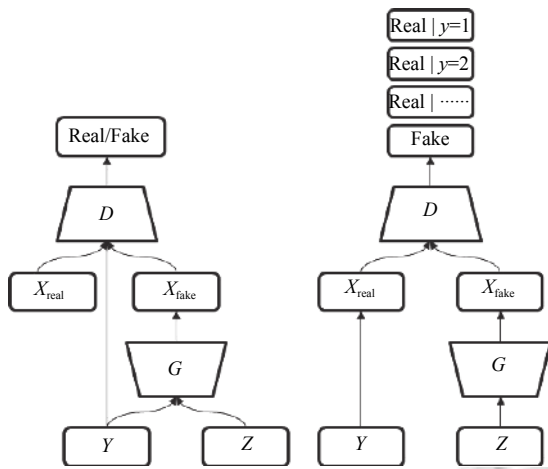 Real/Fake
D
X_real
X_fake
G
Y
Z
Real | y=1
Real | y=2
Real | ······
Fake
D
X_real
X_fake
G
Y
Z